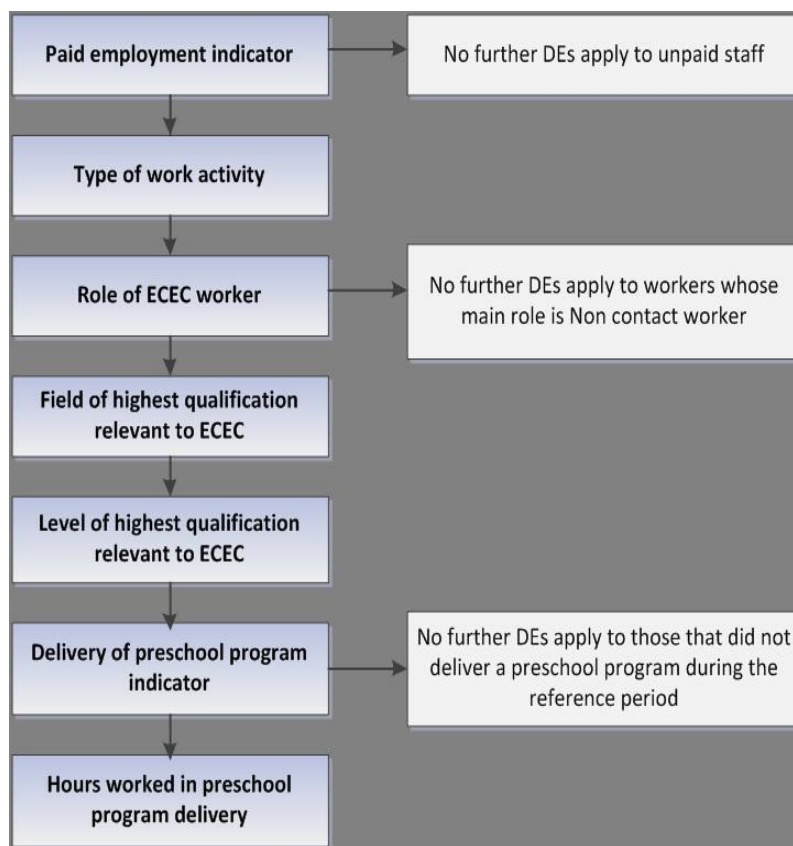 Paid employment indicator
No further DEs apply to unpaid staff
Type of work activity
Role of ECEC worker
No further DEs apply to workers whose
main role is Non contact worker
Field of highest qualification
relevant to ECEC
Level of highest qualification
relevant to ECEC
Delivery of preschool program
indicator
No further DEs apply to those that did not
deliver a preschool program during the
reference period
Hours worked in preschool
program delivery